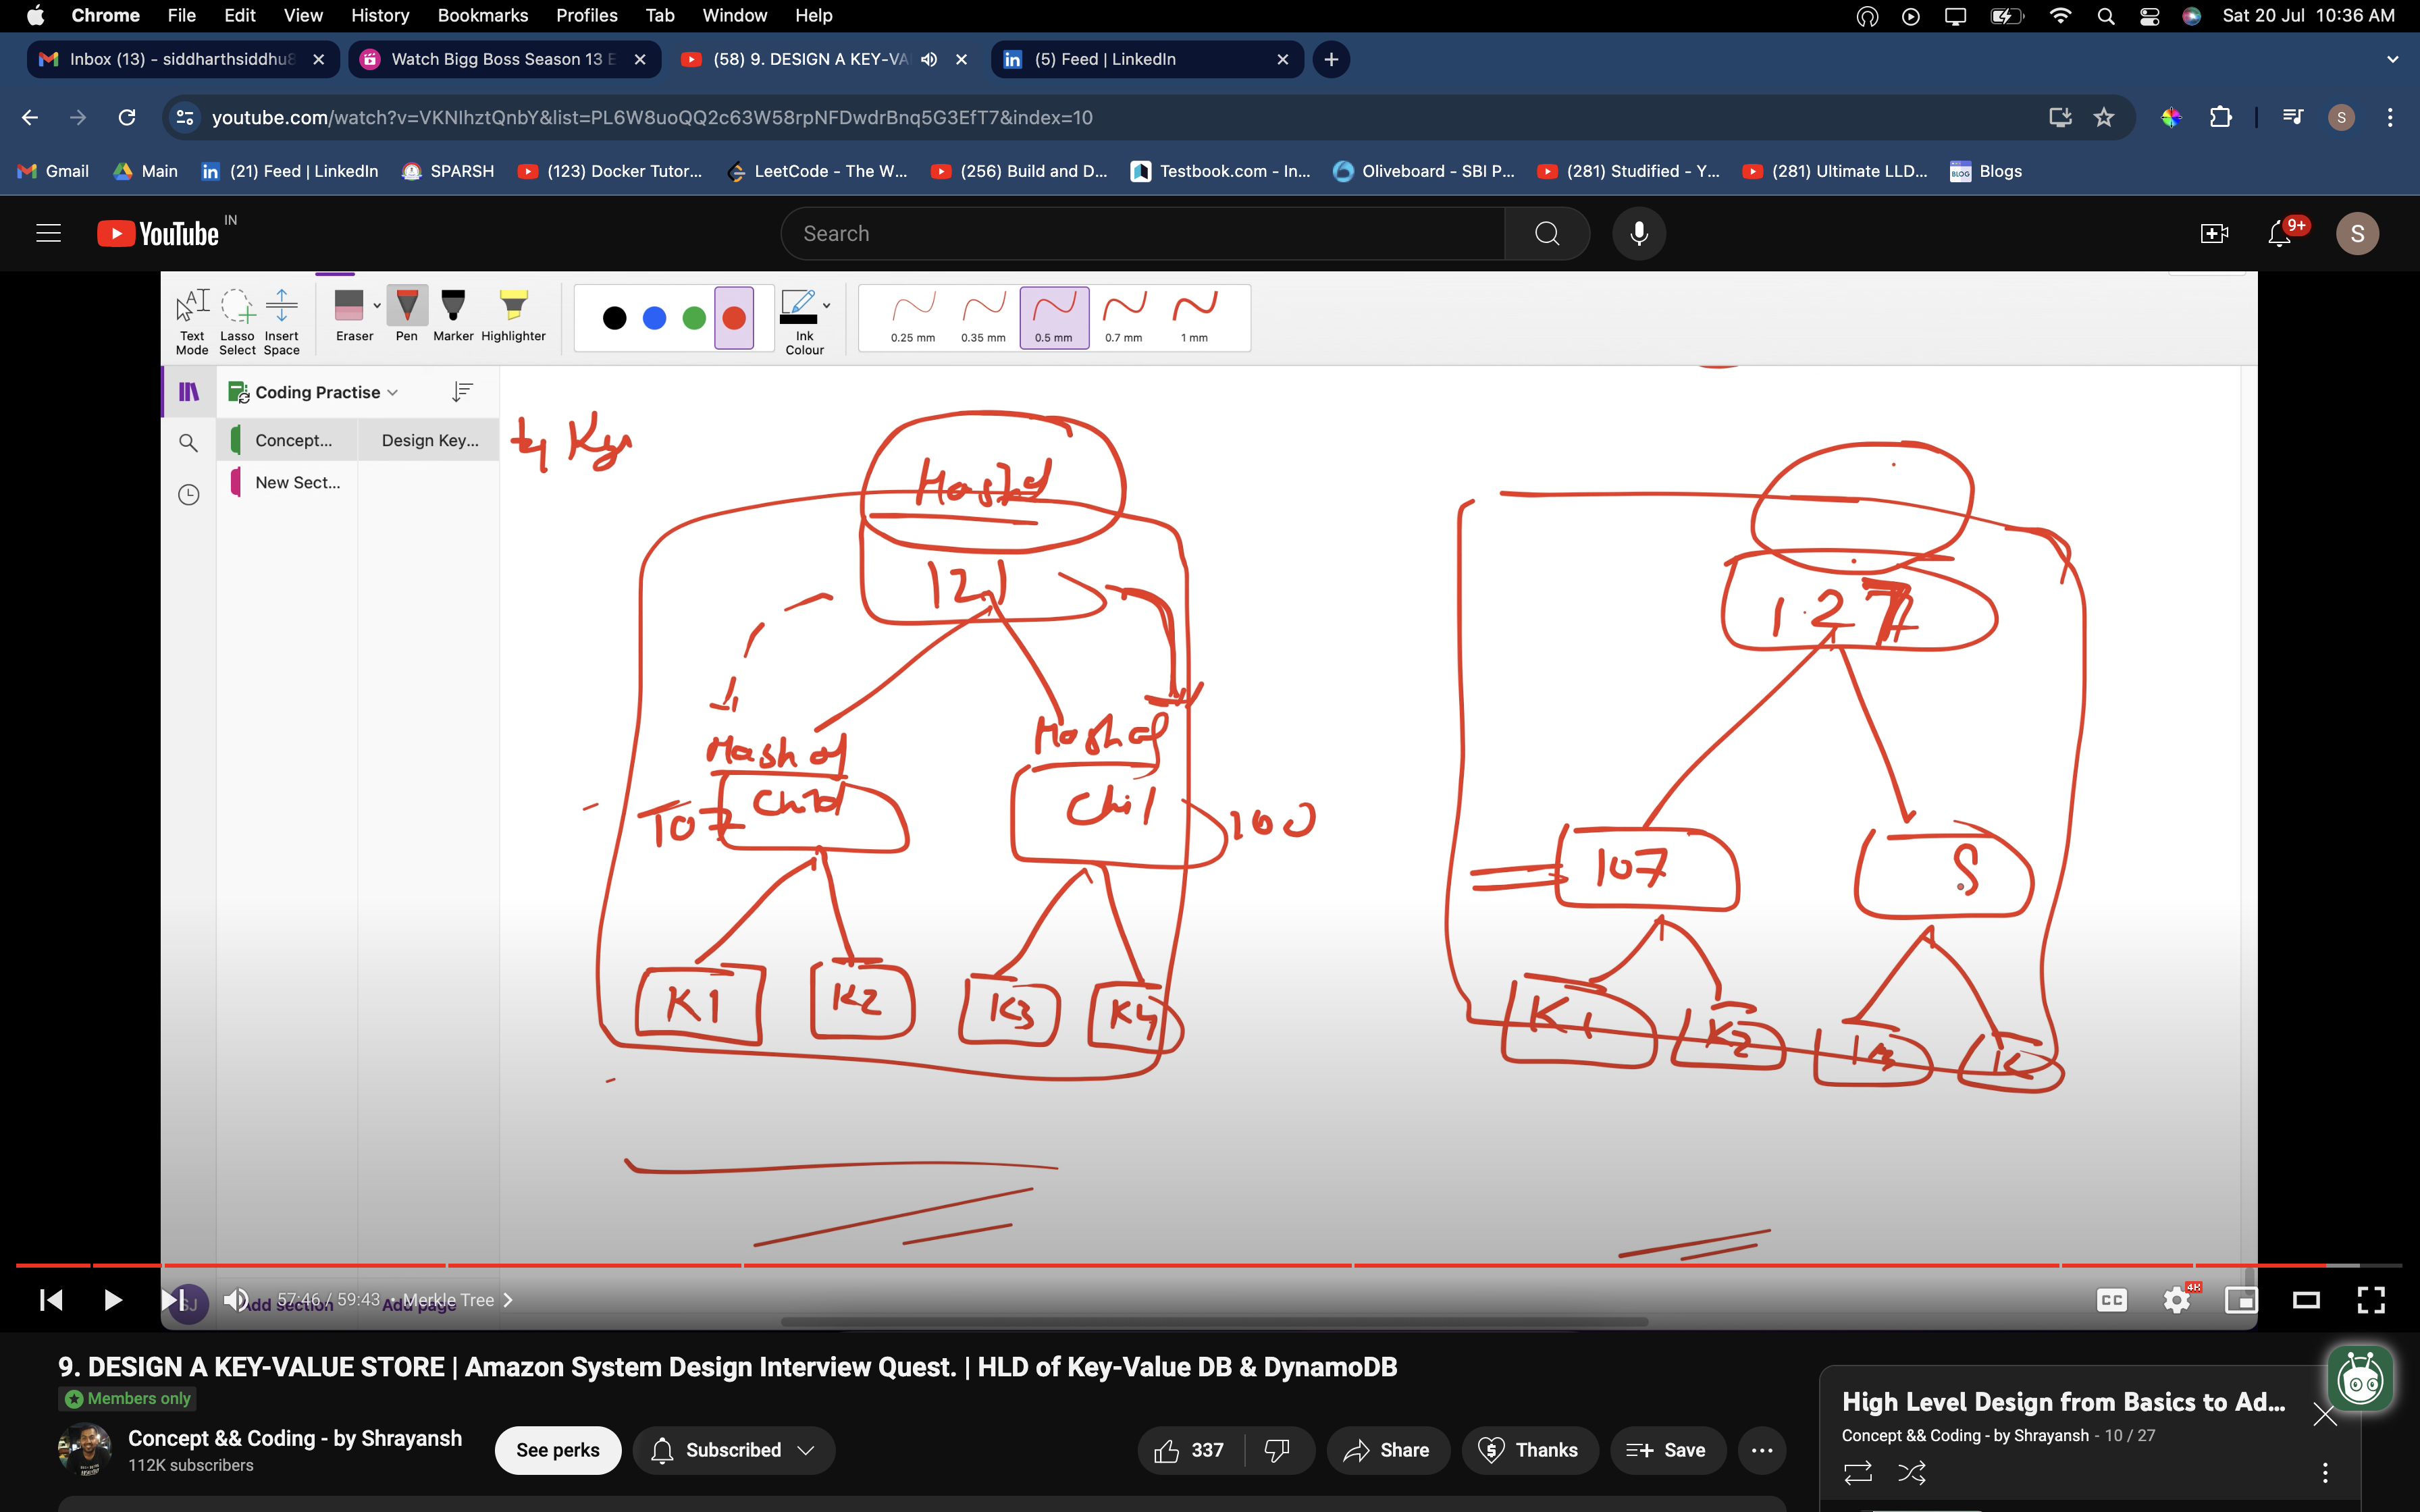 Chrome File Edit View History Bookmarks Profiles Tab Window Help Sat 20 Jul 10:36 AM
Inbox (13) - siddharthsiddhu8 Watch Bigg Boss Season 13 E (58) 9. DESIGN A KEY-VA (5) Feed | LinkedIn
youtube.com/watch?v=VKNIhztQnbY&list=PL6W8uoQQ2c63W58rpNFDwdrBnq5G3EfT7&index=10 S
Gmail Main (21) Feed | LinkedIn SPARSH (123) Docker Tutor... LeetCode - The W... (256) Build and D... Testbook.com - In... Oliveboard - SBI P... (281) Studified - Y... (281) Ultimate LLD... Blogs
YouTube IN Search 9+ S
Text Mode Lasso Select Insert Space Eraser Pen Marker Highlighter Ink Colour 0.25 mm 0.35 mm 0.5 mm 0.7 mm 1 mm
Coding Practise
Concept... Design Key...
New Sect...
Hash of
121 127
Hash of Hash of
107 Child Chil 100 107 8
K1 K2 K3 K4 K1 K2
SJ Add section Add page
57:46 / 59:43 • Merkle Tree CC 4K
9. DESIGN A KEY-VALUE STORE | Amazon System Design Interview Quest. | HLD of Key-Value DB & DynamoDB
Members only
Concept && Coding - by Shrayansh
112K subscribers
See perks Subscribed 337 Share Thanks Save
High Level Design from Basics to Ad...
Concept && Coding - by Shrayansh - 10 / 27